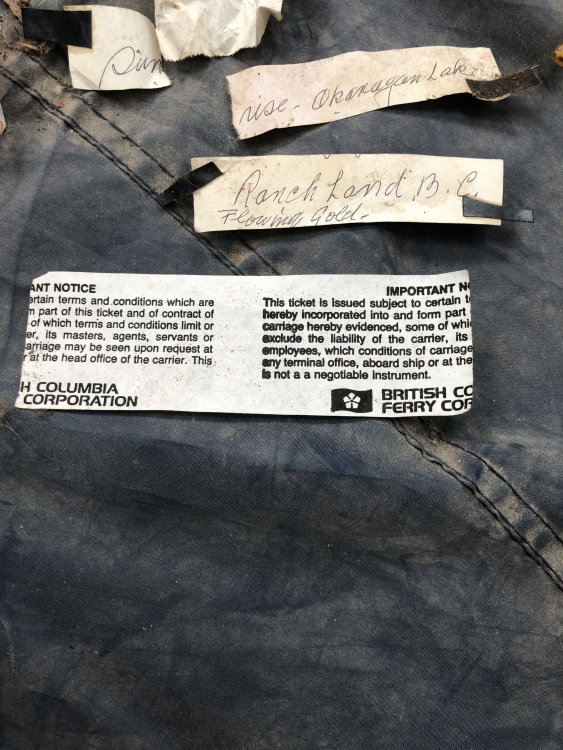 Okanagan Lak
Ranch Land B.C.
Flowing Gold-
ANT NOTICE
ertain terms and conditions which are
m part of this ticket and of contract of
of which terms and conditions limit or
er, its masters, agents, servants or
arriage may be seen upon request at
r at the head office of the carrier. This
H COLUMBIA
CORPORATION
IMPORTANT NO
This ticket is issued subject to certain t
hereby incorporated into and form part
carriage hereby evidenced, some of whi
exclude the liability of the carrier, its
employees, which conditions of carriage
any terminal office, aboard ship or at the
is not a a negotiable instrument.
BRITISH CO
FERRY COR